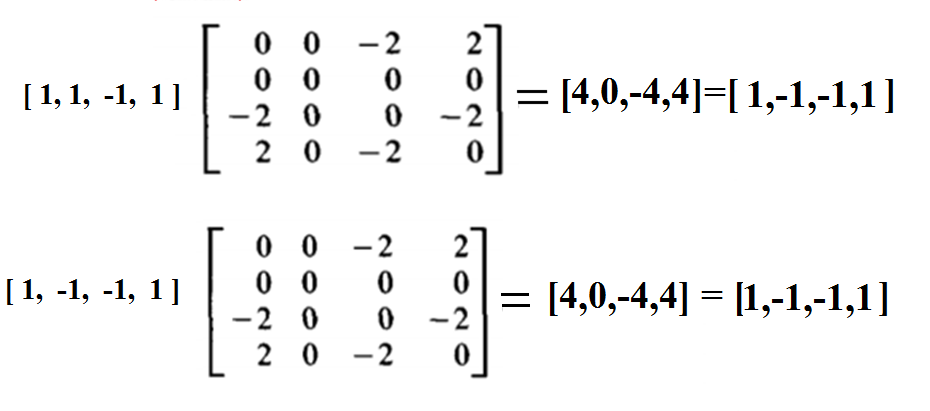 0 0 -2 2
[ 1, 1, -1, 1 ] 0 0 0 0 = [4,0,-4,4]=[ 1,-1,-1,1 ]
-2 0 0 -2
2 0 -2 0
0 0 -2 2
[ 1, -1, -1, 1 ] 0 0 0 0 = [4,0,-4,4] = [1,-1,-1,1 ]
-2 0 0 -2
2 0 -2 0